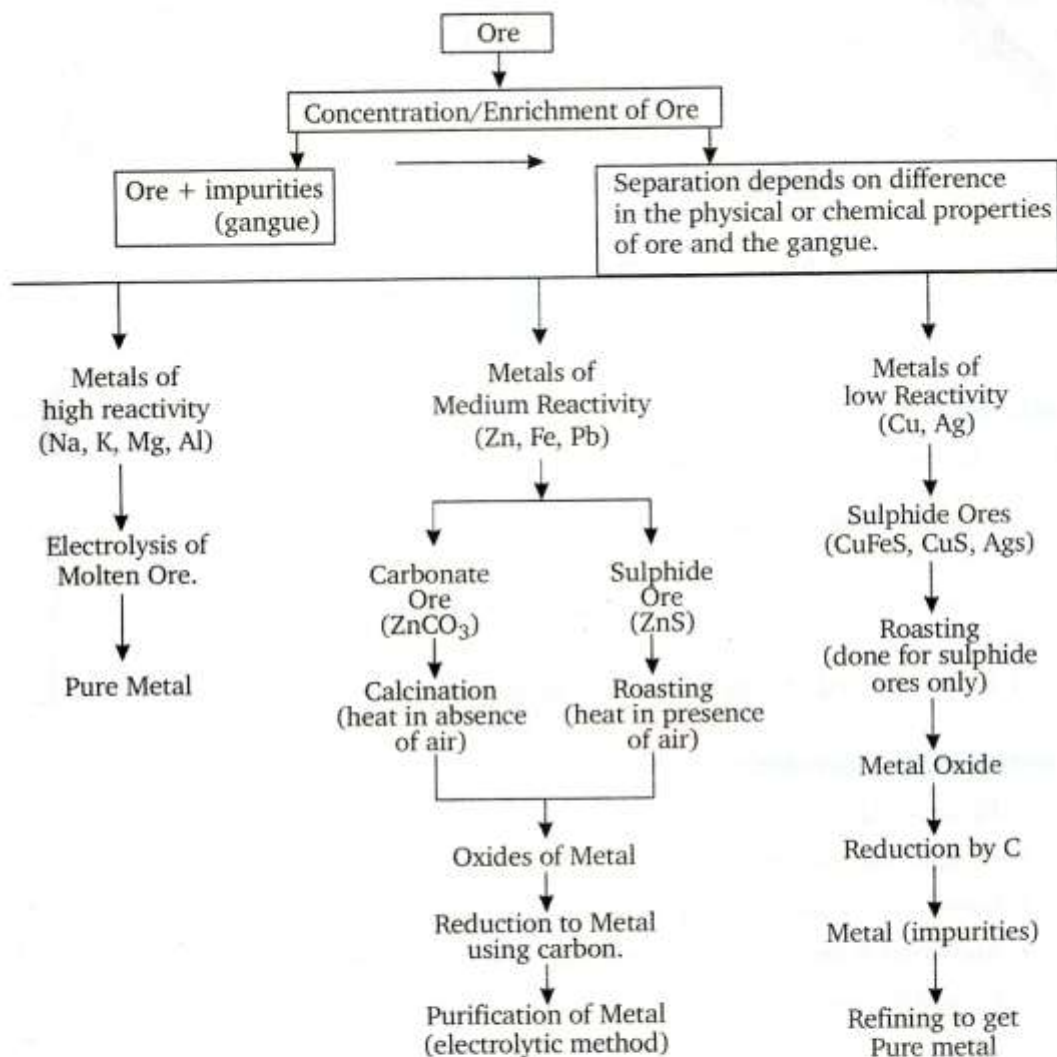 Ore
Concentration/Enrichment of Ore
Ore + impurities
(gangue)
Separation depends on difference
in the physical or chemical properties
of ore and the gangue.
Metals of
high reactivity
(Na, K, Mg, Al)
Electrolysis of
Molten Ore.
Pure Metal
Metals of
Medium Reactivity
(Zn, Fe, Pb)
Carbonate
Ore
(ZnCO₃)
Calcination
(heat in absence
of air)
Sulphide
Ore
(ZnS)
Roasting
(heat in presence
of air)
Oxides of Metal
Reduction to Metal
using carbon.
Purification of Metal
(electrolytic method)
Metals of
low Reactivity
(Cu, Ag)
Sulphide Ores
(CuFeS, CuS, Ags)
Roasting
(done for sulphide
ores only)
Metal Oxide
Reduction by C
Metal (impurities)
Refining to get
Pure metal